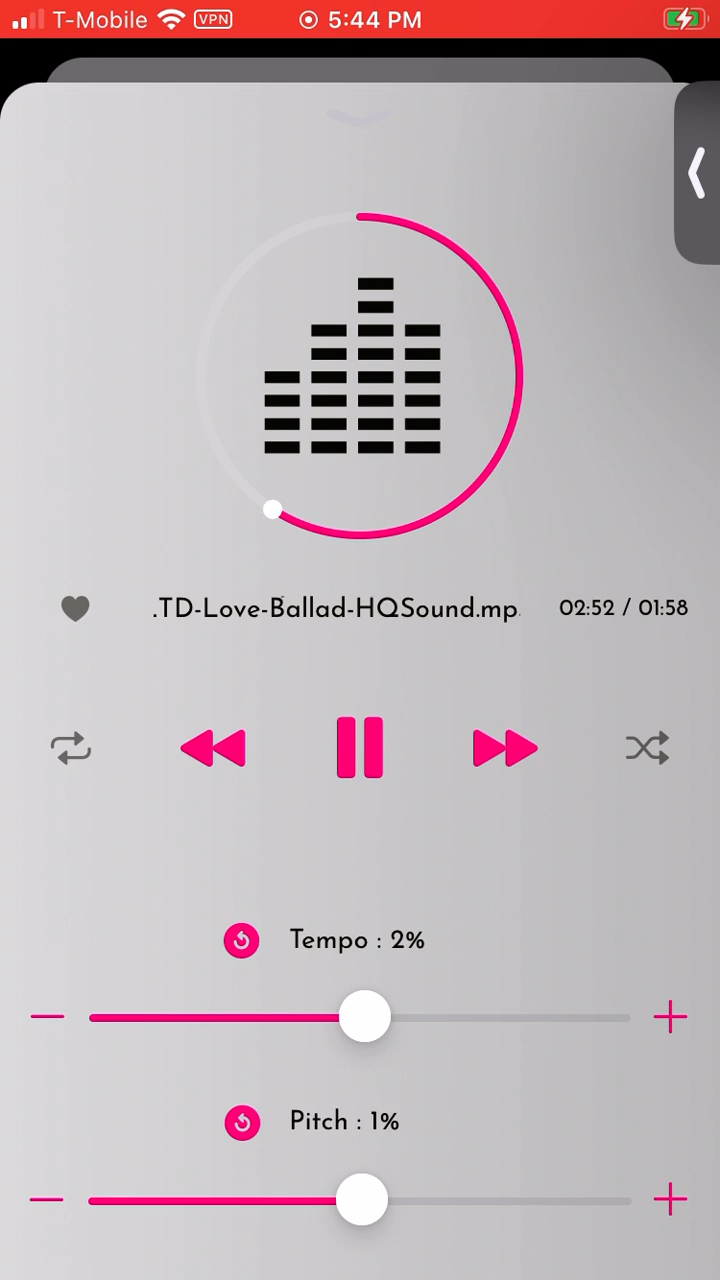 T-Mobile VPN 5:44 PM
.TD-Love-Ballad-HQSound.mp 02:52 / 01:58
Tempo : 2%
Pitch : 1%